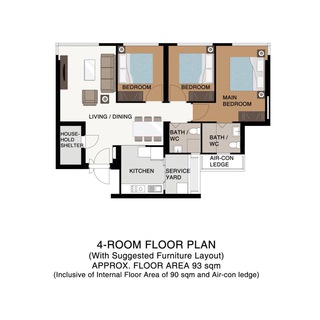 BEDROOM
BEDROOM
MAIN
BEDROOM
LIVING / DINING
HOUSE-
HOLD
SHELTER
BATH /
WC
BATH /
WC
AIR-CON
LEDGE
KITCHEN
SERVICE
YARD
4-ROOM FLOOR PLAN
(With Suggested Furniture Layout)
APPROX. FLOOR AREA 93 sqm
(Inclusive of Internal Floor Area of 90 sqm and Air-con ledge)